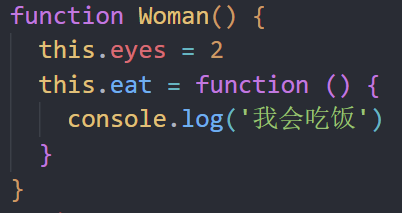 function Woman() {
  this.eyes = 2
  this.eat = function () {
    console.log('我会吃饭')
  }
}